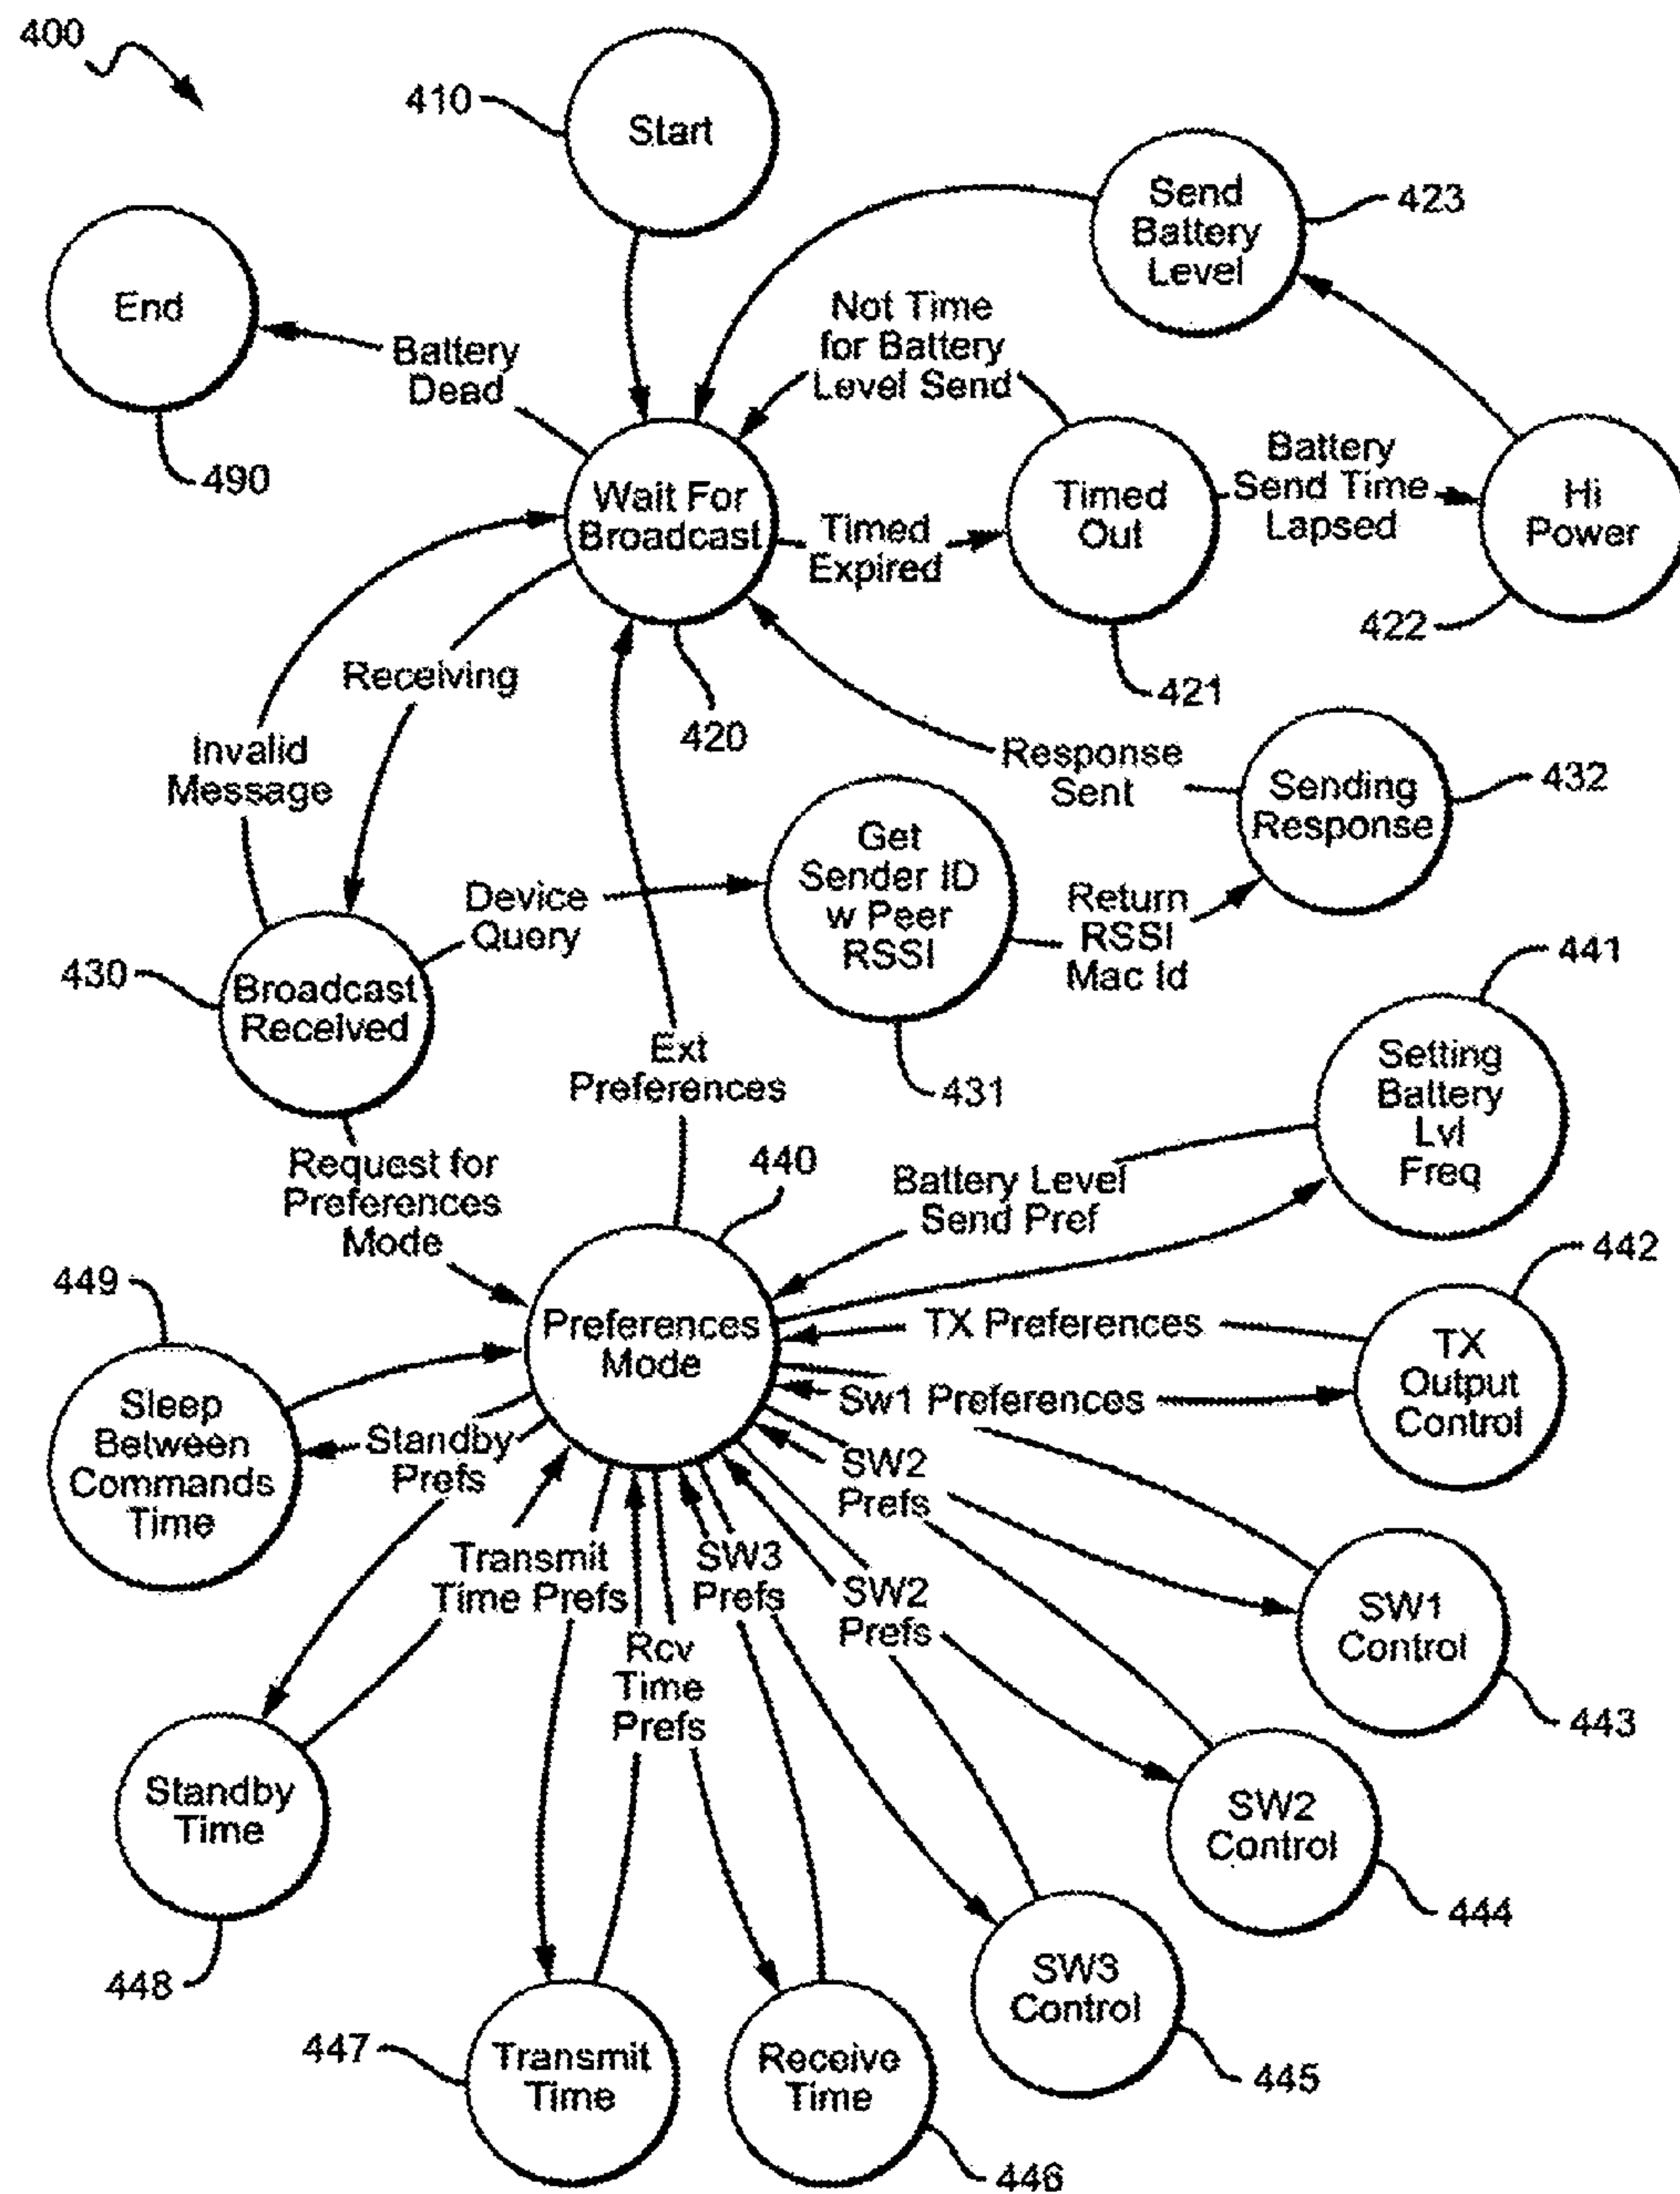 400
410
Start
Send
Battery
Level
423
End
490
Battery
Dead
Not Time
for Battery
Level Send
Wait For
Broadcast
420
Timed
Expired
Timed
Out
421
Battery
Send Time
Lapsed
Hi
Power
422
Receiving
Invalid
Message
Response
Sent
Sending
Response
432
Device
Query
Get
Sender ID
w Peer
RSSI
431
Return
RSSI
Mac Id
430
Broadcast
Received
Ext
Preferences
441
Setting
Battery
Lvl
Freq
Request for
Preferences
Mode
440
Battery Level
Send Pref
442
449
Preferences
Mode
TX Preferences
TX
Output
Control
Sw1 Preferences
Sleep
Between
Commands
Time
Standby
Prefs
SW2
Prefs
Transmit
Time Prefs
SW3
Prefs
SW2
Prefs
SW1
Control
443
Rcv
Time
Prefs
Standby
Time
448
SW2
Control
444
SW3
Control
445
447
Transmit
Time
Receive
Time
446